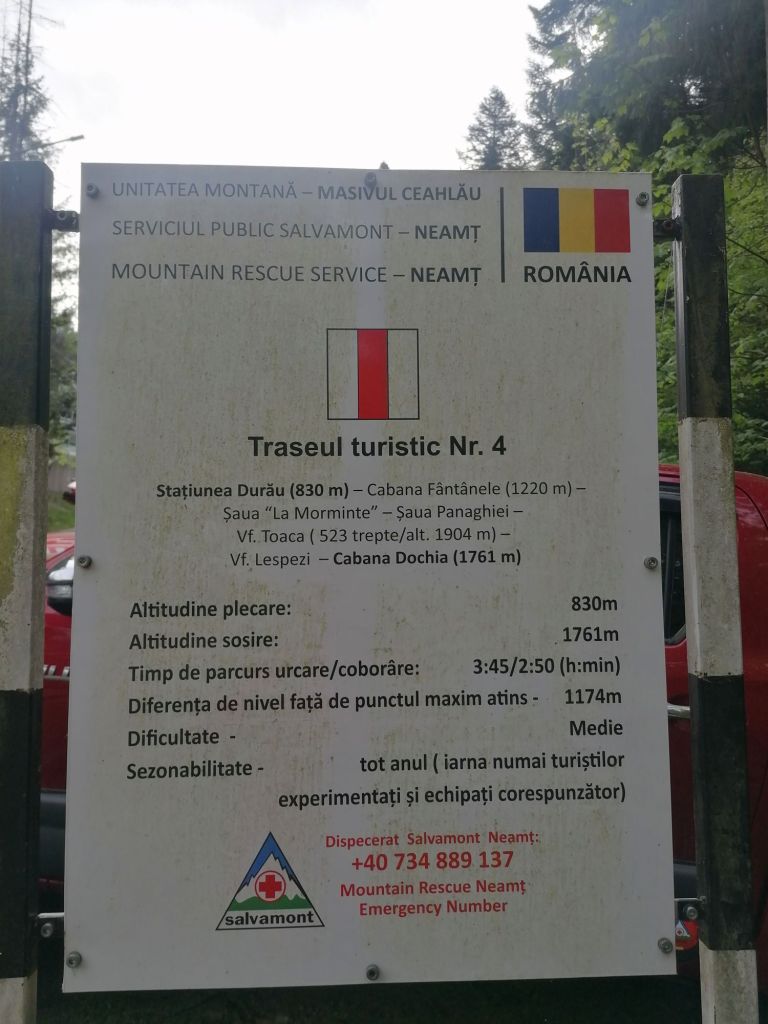 UNITATEA MONTANĂ – MASIVUL CEAHLĂU
SERVICIUL PUBLIC SALVAMONT – NEAMȚ
MOUNTAIN RESCUE SERVICE – NEAMȚ
ROMÂNIA
Traseul turistic Nr. 4
Stațiunea Durău (830 m) – Cabana Fântânele (1220 m) –
Șaua “La Morminte” – Șaua Panaghiei –
Vf. Toaca ( 523 trepte/alt. 1904 m) –
Vf. Lespezi – Cabana Dochia (1761 m)
Altitudine plecare: 830m
Altitudine sosire: 1761m
Timp de parcurs urcare/coborâre: 3:45/2:50 (h:min)
Diferența de nivel față de punctul maxim atins - 1174m
Dificultate - Medie
Sezonabilitate - tot anul ( iarna numai turiștilor
experimentați și echipați corespunzător)
Dispecerat Salvamont Neamț:
+40 734 889 137
Mountain Rescue Neamț
Emergency Number
salvamont